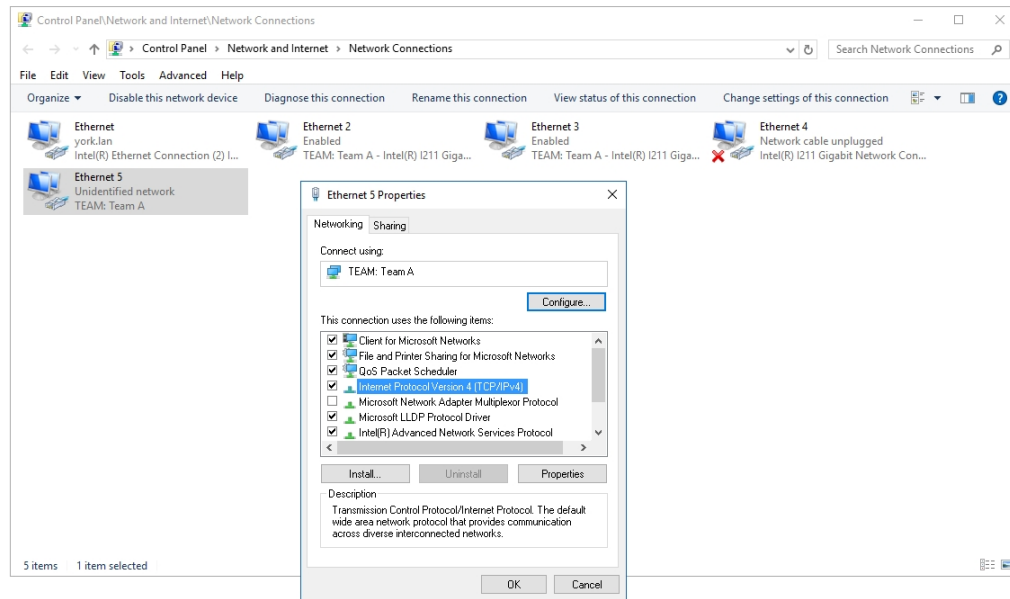 Control Panel\Network and Internet\Network Connections
Control Panel > Network and Internet > Network Connections
Search Network Connections
File Edit View Tools Advanced Help
Organize Disable this network device Diagnose this connection Rename this connection View status of this connection Change settings of this connection
Ethernet
york.lan
Intel(R) Ethernet Connection (2) I...
Ethernet 2
Enabled
TEAM: Team A - Intel(R) I211 Giga...
Ethernet 3
Enabled
TEAM: Team A - Intel(R) I211 Giga...
Ethernet 4
Network cable unplugged
Intel(R) I211 Gigabit Network Con...
Ethernet 5
Unidentified network
TEAM: Team A
Ethernet 5 Properties
Networking Sharing
Connect using:
TEAM: Team A
Configure...
This connection uses the following items:
Client for Microsoft Networks
File and Printer Sharing for Microsoft Networks
QoS Packet Scheduler
Internet Protocol Version 4 (TCP/IPv4)
Microsoft Network Adapter Multiplexor Protocol
Microsoft LLDP Protocol Driver
Intel(R) Advanced Network Services Protocol
Install... Uninstall Properties
Description
Transmission Control Protocol/Internet Protocol. The default
wide area network protocol that provides communication
across diverse interconnected networks.
OK Cancel
5 items 1 item selected